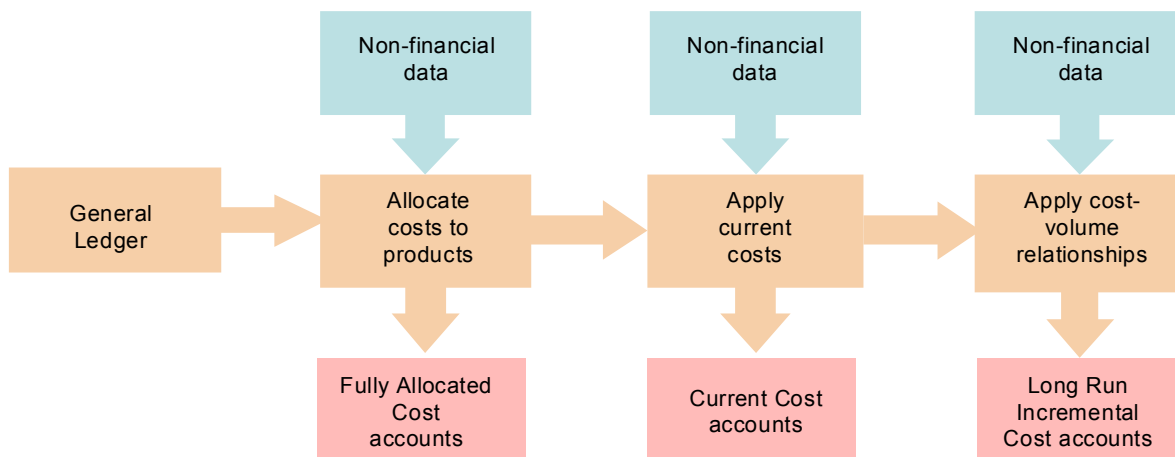 Non-financial
data
Non-financial
data
Non-financial
data
General
Ledger
Allocate
costs to
products
Apply
current
costs
Apply cost-
volume
relationships
Fully Allocated
Cost
accounts
Current Cost
accounts
Long Run
Incremental
Cost accounts